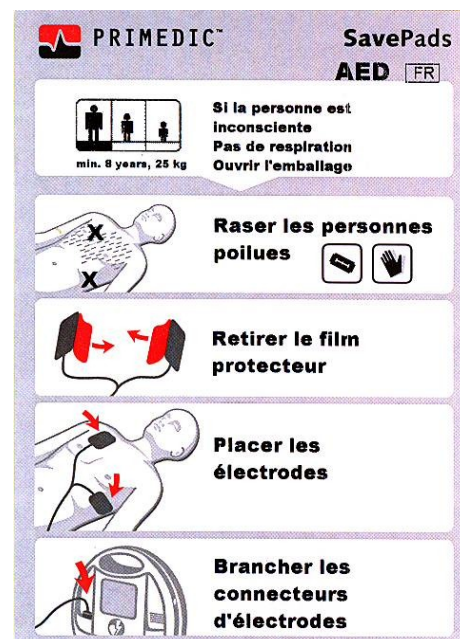 PRIMEDIC™
SavePads
AED FR
Si la personne est
inconsciente
Pas de respiration
Ouvrir l'emballage
min. 8 years, 25 kg
Raser les personnes
poilues
X
X
Retirer le film
protecteur
Placer les
électrodes
Brancher les
connecteurs
d'électrodes